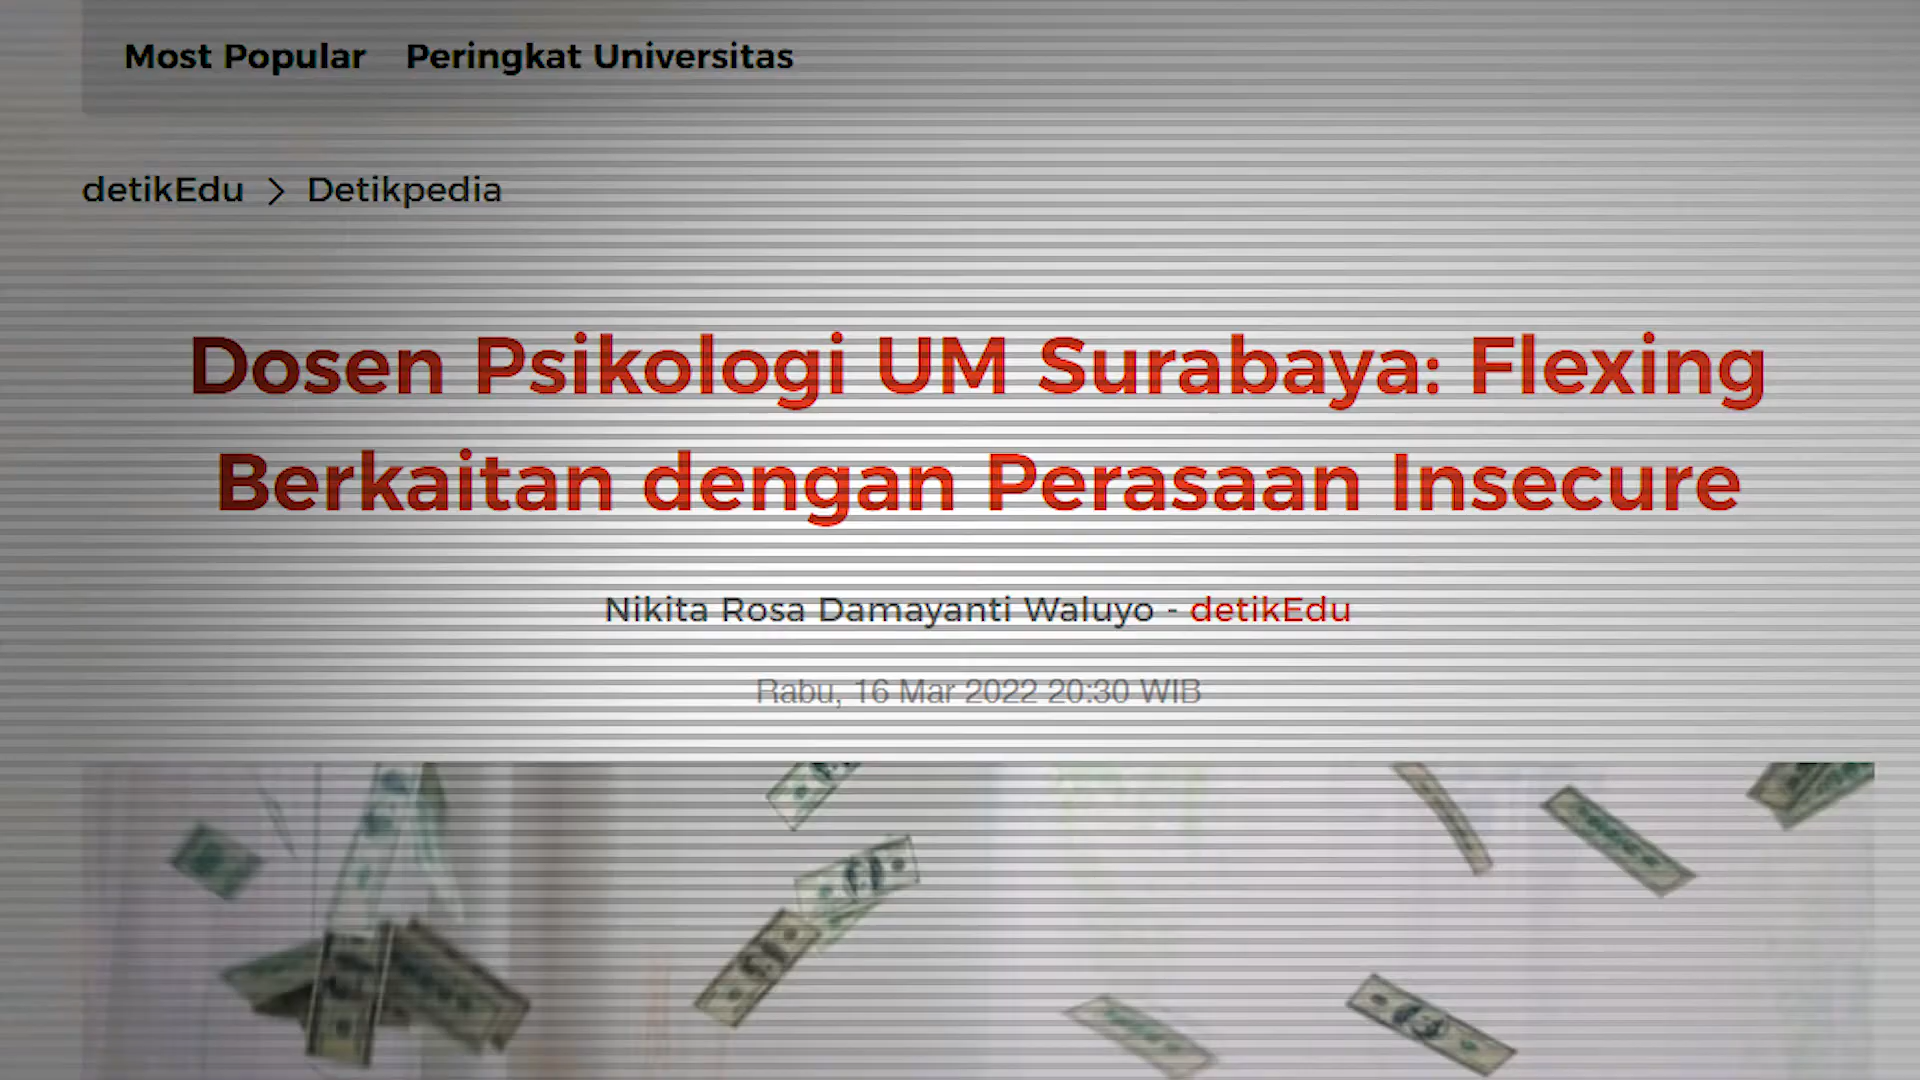 Most Popular Peringkat Universitas
detikEdu > Detikpedia
Dosen Psikologi UM Surabaya: Flexing
Berkaitan dengan Perasaan Insecure
Nikita Rosa Damayanti Waluyo - detikEdu
Rabu, 16 Mar 2022 20:30 WIB